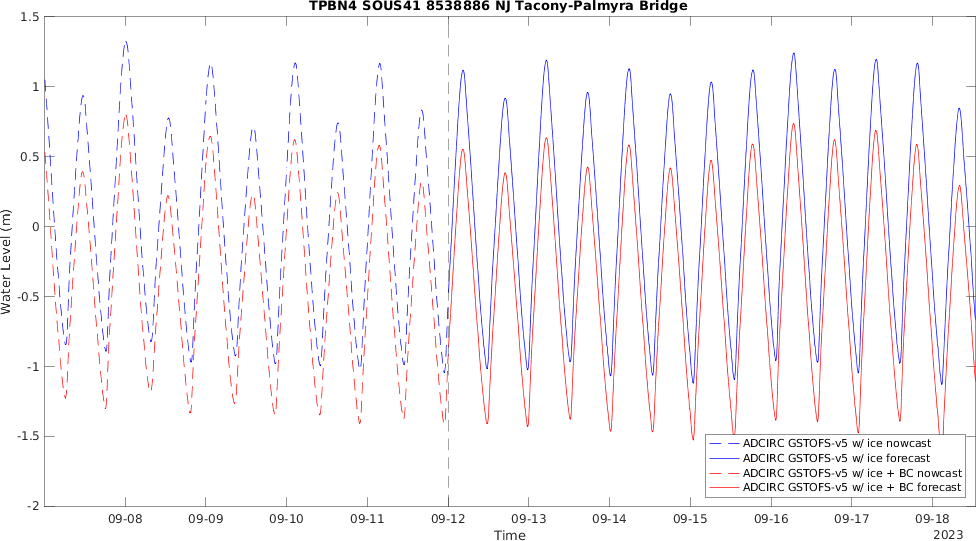 TPBN4 SOUS41 8538886 NJ Tacony-Palmyra Bridge
1.5
1
0.5
0
-0.5
-1
-1.5
-2
Water Level (m)
ADCIRC GSTOFS-v5 w/ ice nowcast
ADCIRC GSTOFS-v5 w/ ice forecast
ADCIRC GSTOFS-v5 w/ ice + BC nowcast
ADCIRC GSTOFS-v5 w/ ice + BC forecast
09-08 09-09 09-10 09-11 09-12 09-13 09-14 09-15 09-16 09-17 09-18
Time
2023